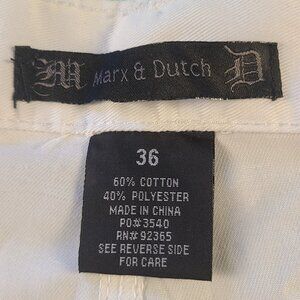 M Marx & Dutch D
36
60% COTTON
40% POLYESTER
MADE IN CHINA
PO#3540
RN# 92365
SEE REVERSE SIDE
FOR CARE